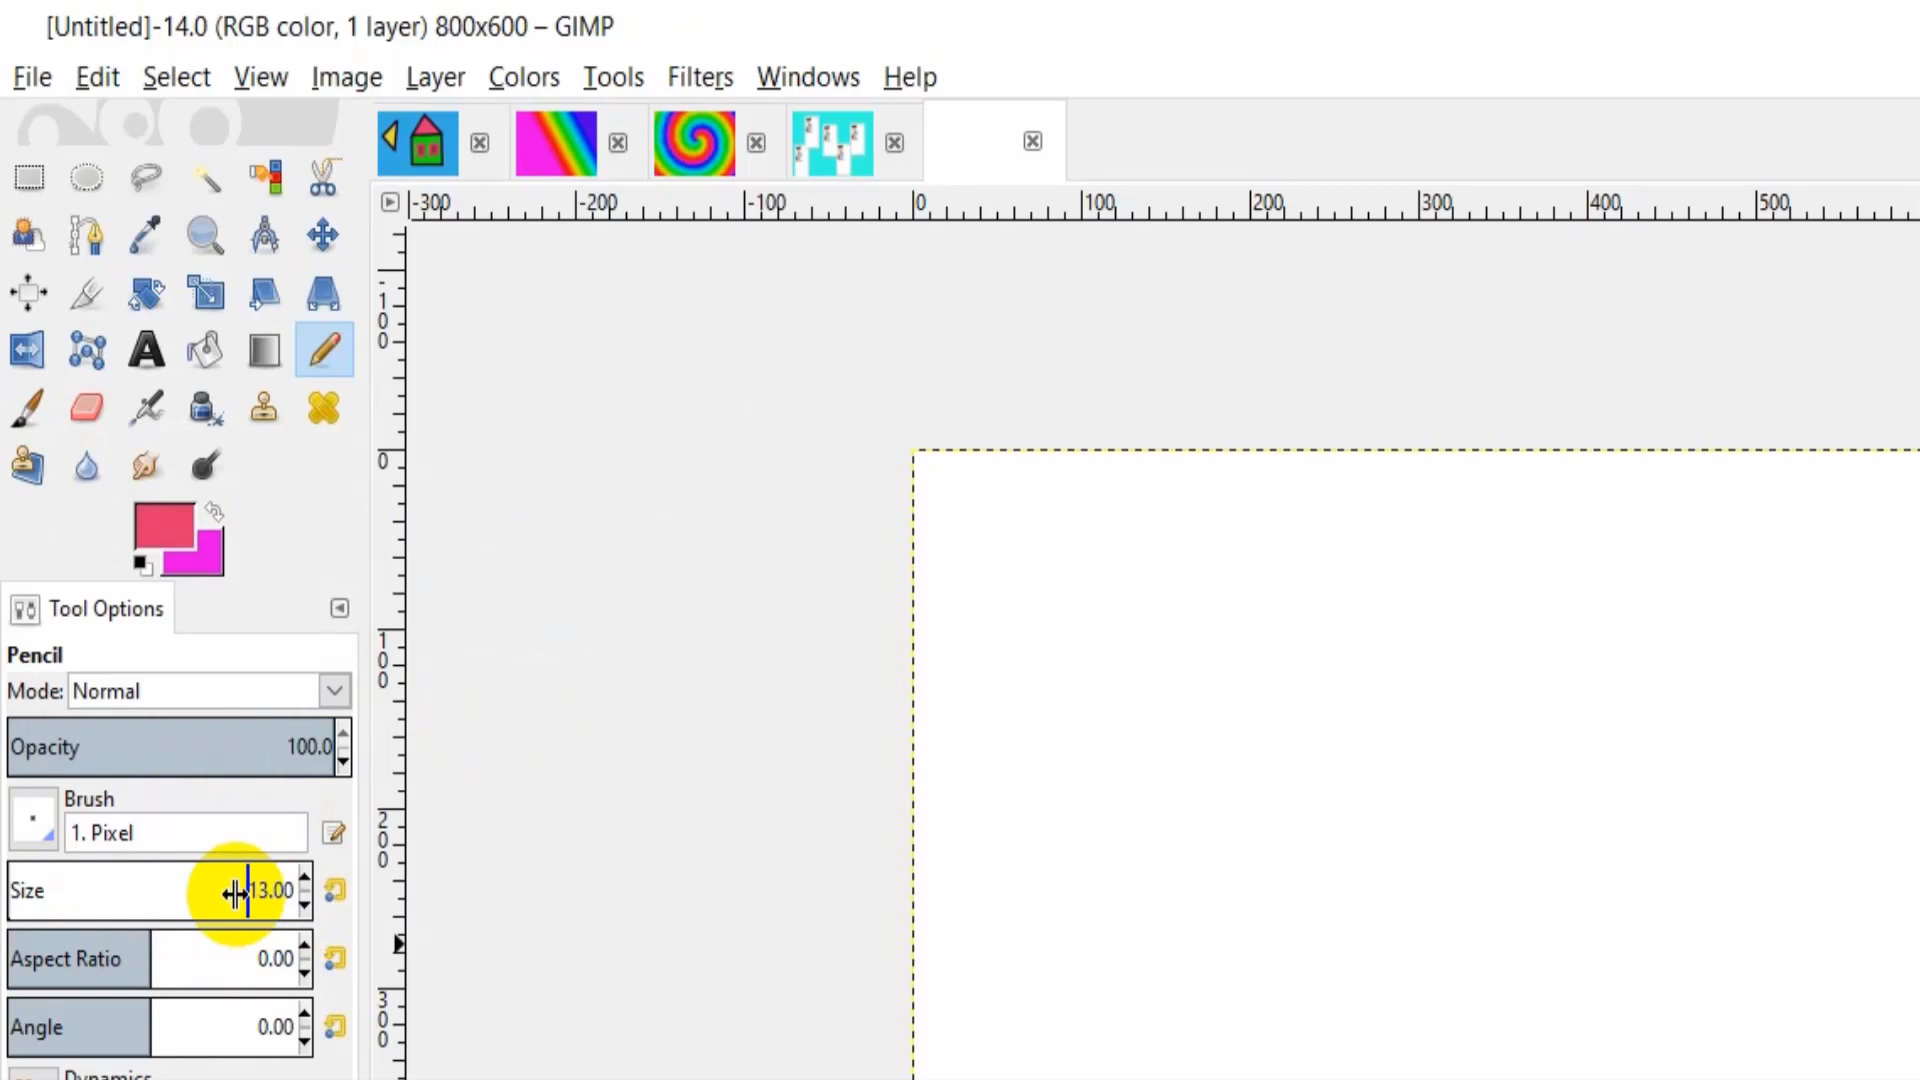 [Untitled]-14.0 (RGB color, 1 layer) 800x600 – GIMP
File Edit Select View Image Layer Colors Tools Filters Windows Help
-300 -200 -100 0 100 200 300 400 500
-100
0
100
200
300
Tool Options
Pencil
Mode: Normal
Opacity 100.0
Brush
1. Pixel
Size 13.00
Aspect Ratio 0.00
Angle 0.00
Dynamics